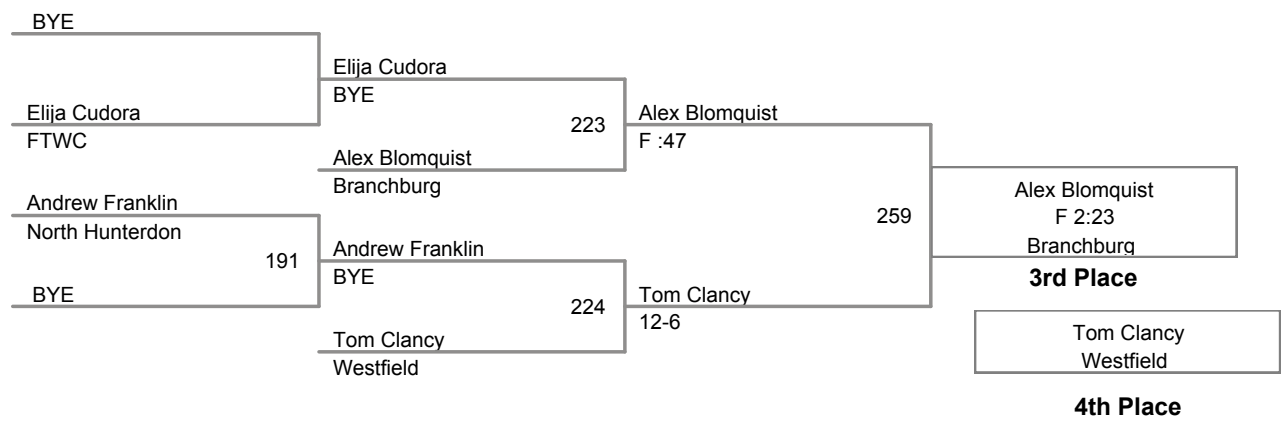 BYE
Elija Cudora
BYE
Elija Cudora
FTWC
223
Alex Blomquist
F :47
Alex Blomquist
Branchburg
Andrew Franklin
North Hunterdon
191
Andrew Franklin
BYE
BYE
224
Tom Clancy
12-6
Tom Clancy
Westfield
259
Alex Blomquist
F 2:23
Branchburg
3rd Place
Tom Clancy
Westfield
4th Place